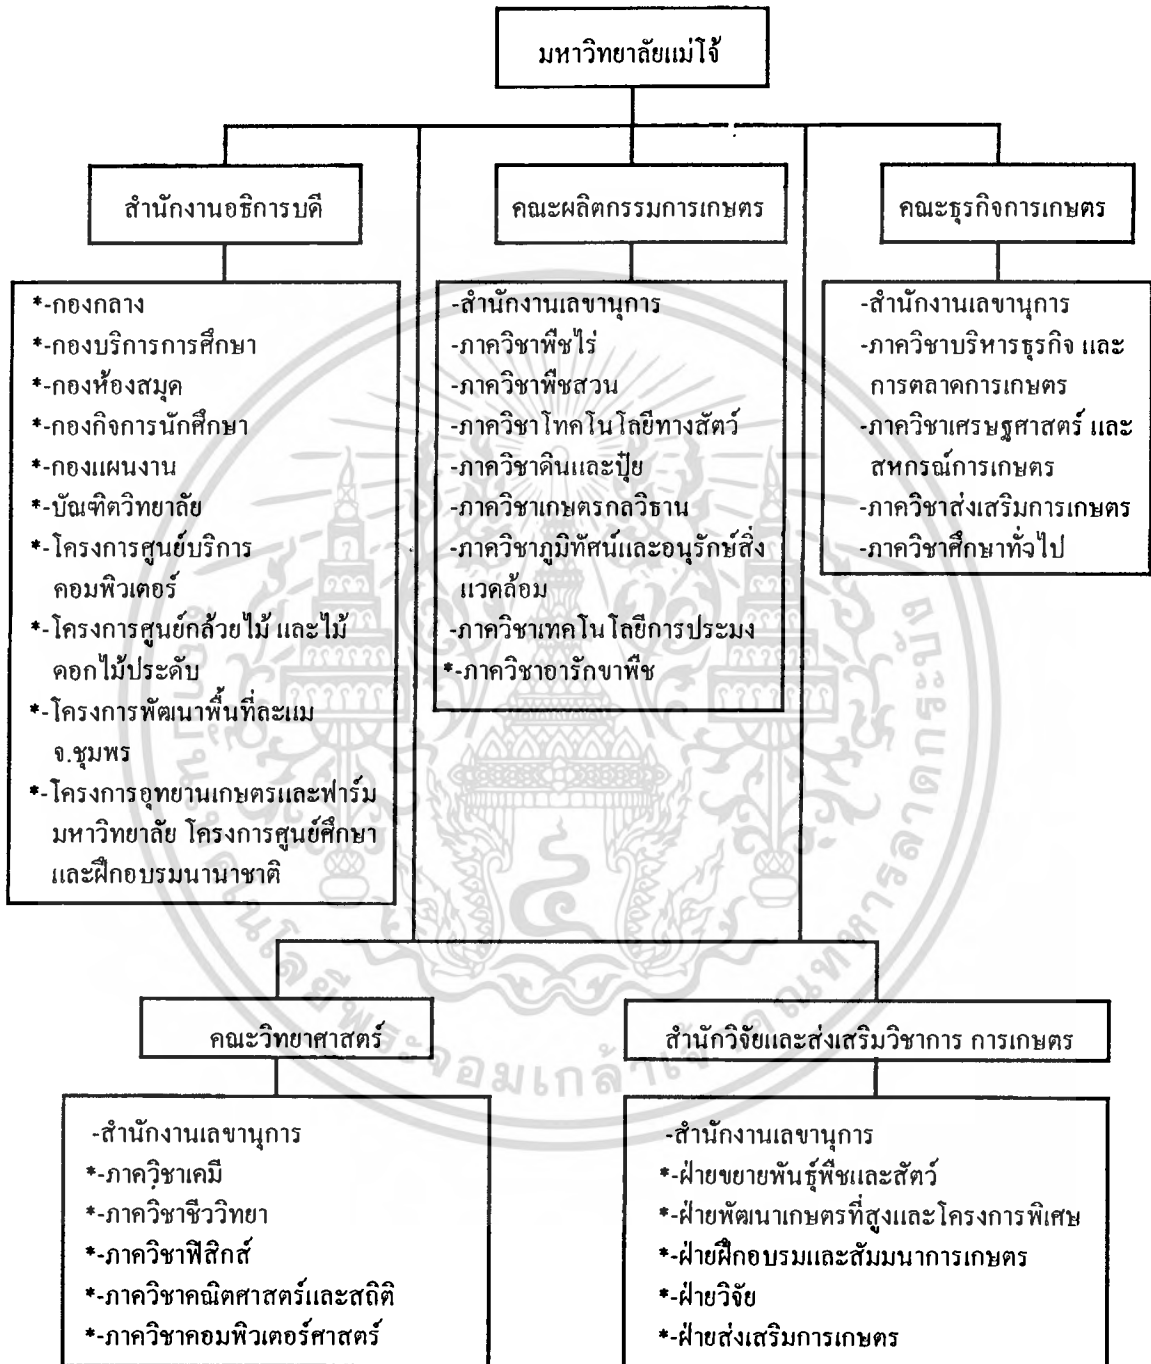 มหาวิทยาลัยแม่โจ้
สำนักงานอธิการบดี
คณะผลิตกรรมการเกษตร
คณะธุรกิจการเกษตร
*-กองกลาง
*-กองบริการการศึกษา
*-กองห้องสมุด
*-กองกิจการนักศึกษา
*-กองแผนงาน
*-บัณฑิตวิทยาลัย
*-โครงการศูนย์บริการ
คอมพิวเตอร์
*-โครงการศูนย์กล้วยไม้ และไม้
ดอกไม้ประดับ
*-โครงการพัฒนาพื้นที่ละแม
จ.ชุมพร
*-โครงการอุทยานเกษตรและฟาร์ม
มหาวิทยาลัย โครงการศูนย์ศึกษา
และฝึกอบรมนานาชาติ
-สำนักงานเลขานุการ
-ภาควิชาพืชไร่
-ภาควิชาพืชสวน
-ภาควิชาโทคโนโลยีทางสัตว์
-ภาควิชาดินและปุ๋ย
-ภาควิชาเกษตรกลวิธาน
-ภาควิชาภูมิทัศน์และอนุรักษ์สิ่ง
แวดล้อม
-ภาควิชาเทคโนโลยีการประมง
*-ภาควิชาอารักขาพืช
-สำนักงานเลขานุการ
-ภาควิชาบริหารธุรกิจ และ
การตลาดการเกษตร
-ภาควิชาเศรษฐศาสตร์ และ
สหกรณ์การเกษตร
-ภาควิชาส่งเสริมการเกษตร
-ภาควิชาศึกษาทั่วไป
คณะวิทยาศาสตร์
สำนักวิจัยและส่งเสริมวิชาการ การเกษตร
-สำนักงานเลขานุการ
*-ภาควิชาเคมี
*-ภาควิชาชีววิทยา
*-ภาควิชาฟิสิกส์
*-ภาควิชาคณิตศาสตร์และสถิติ
*-ภาควิชาคอมพิวเตอร์ศาสตร์
-สำนักงานเลขานุการ
*-ฝ่ายขยายพันธุ์พืชและสัตว์
*-ฝ่ายพัฒนาเกษตรที่สูงและโครงการพิเศษ
*-ฝ่ายฝึกอบรมและสัมมนาการเกษตร
*-ฝ่ายวิจัย
*-ฝ่ายส่งเสริมการเกษตร